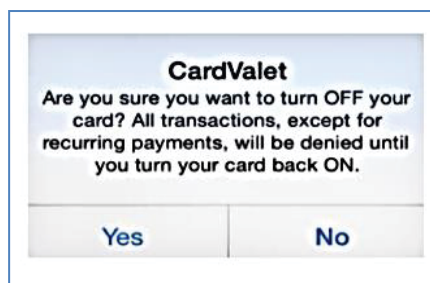 CardValet
Are you sure you want to turn OFF your
card? All transactions, except for
recurring payments, will be denied until
you turn your card back ON.
Yes No